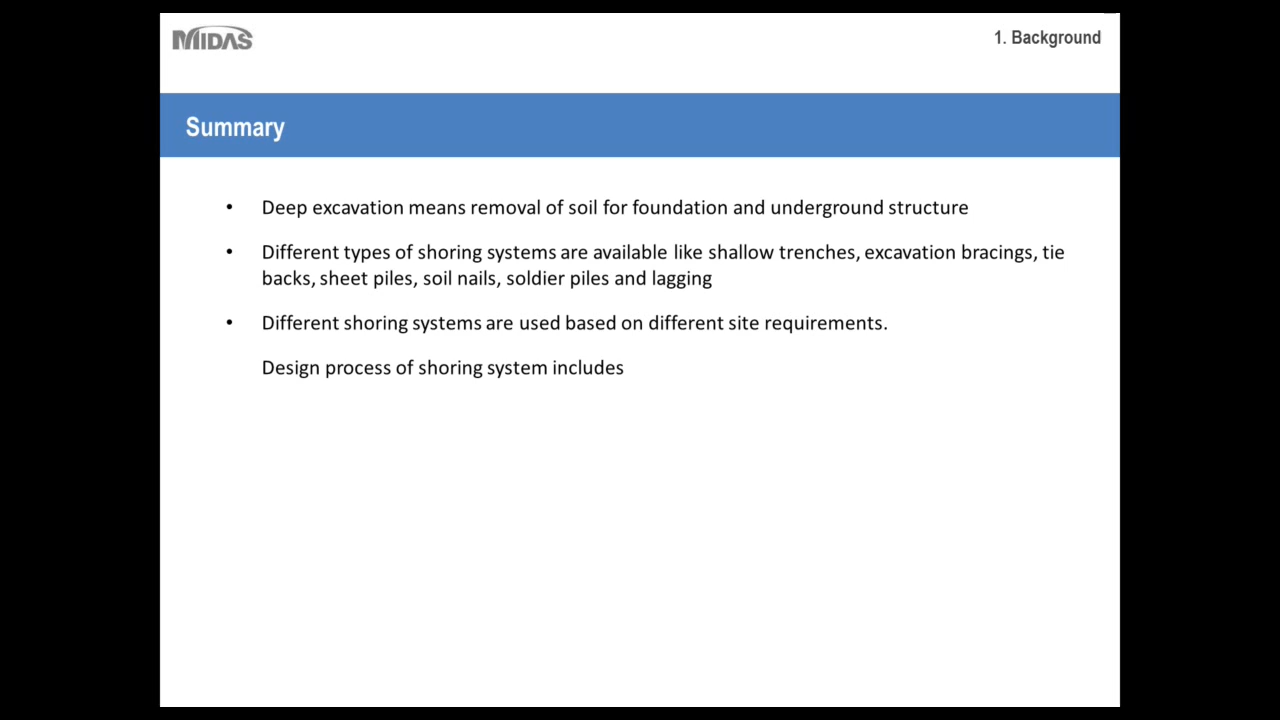 MIDAS
1. Background
Summary
• Deep excavation means removal of soil for foundation and underground structure
• Different types of shoring systems are available like shallow trenches, excavation bracings, tie
backs, sheet piles, soil nails, soldier piles and lagging
• Different shoring systems are used based on different site requirements.
Design process of shoring system includes